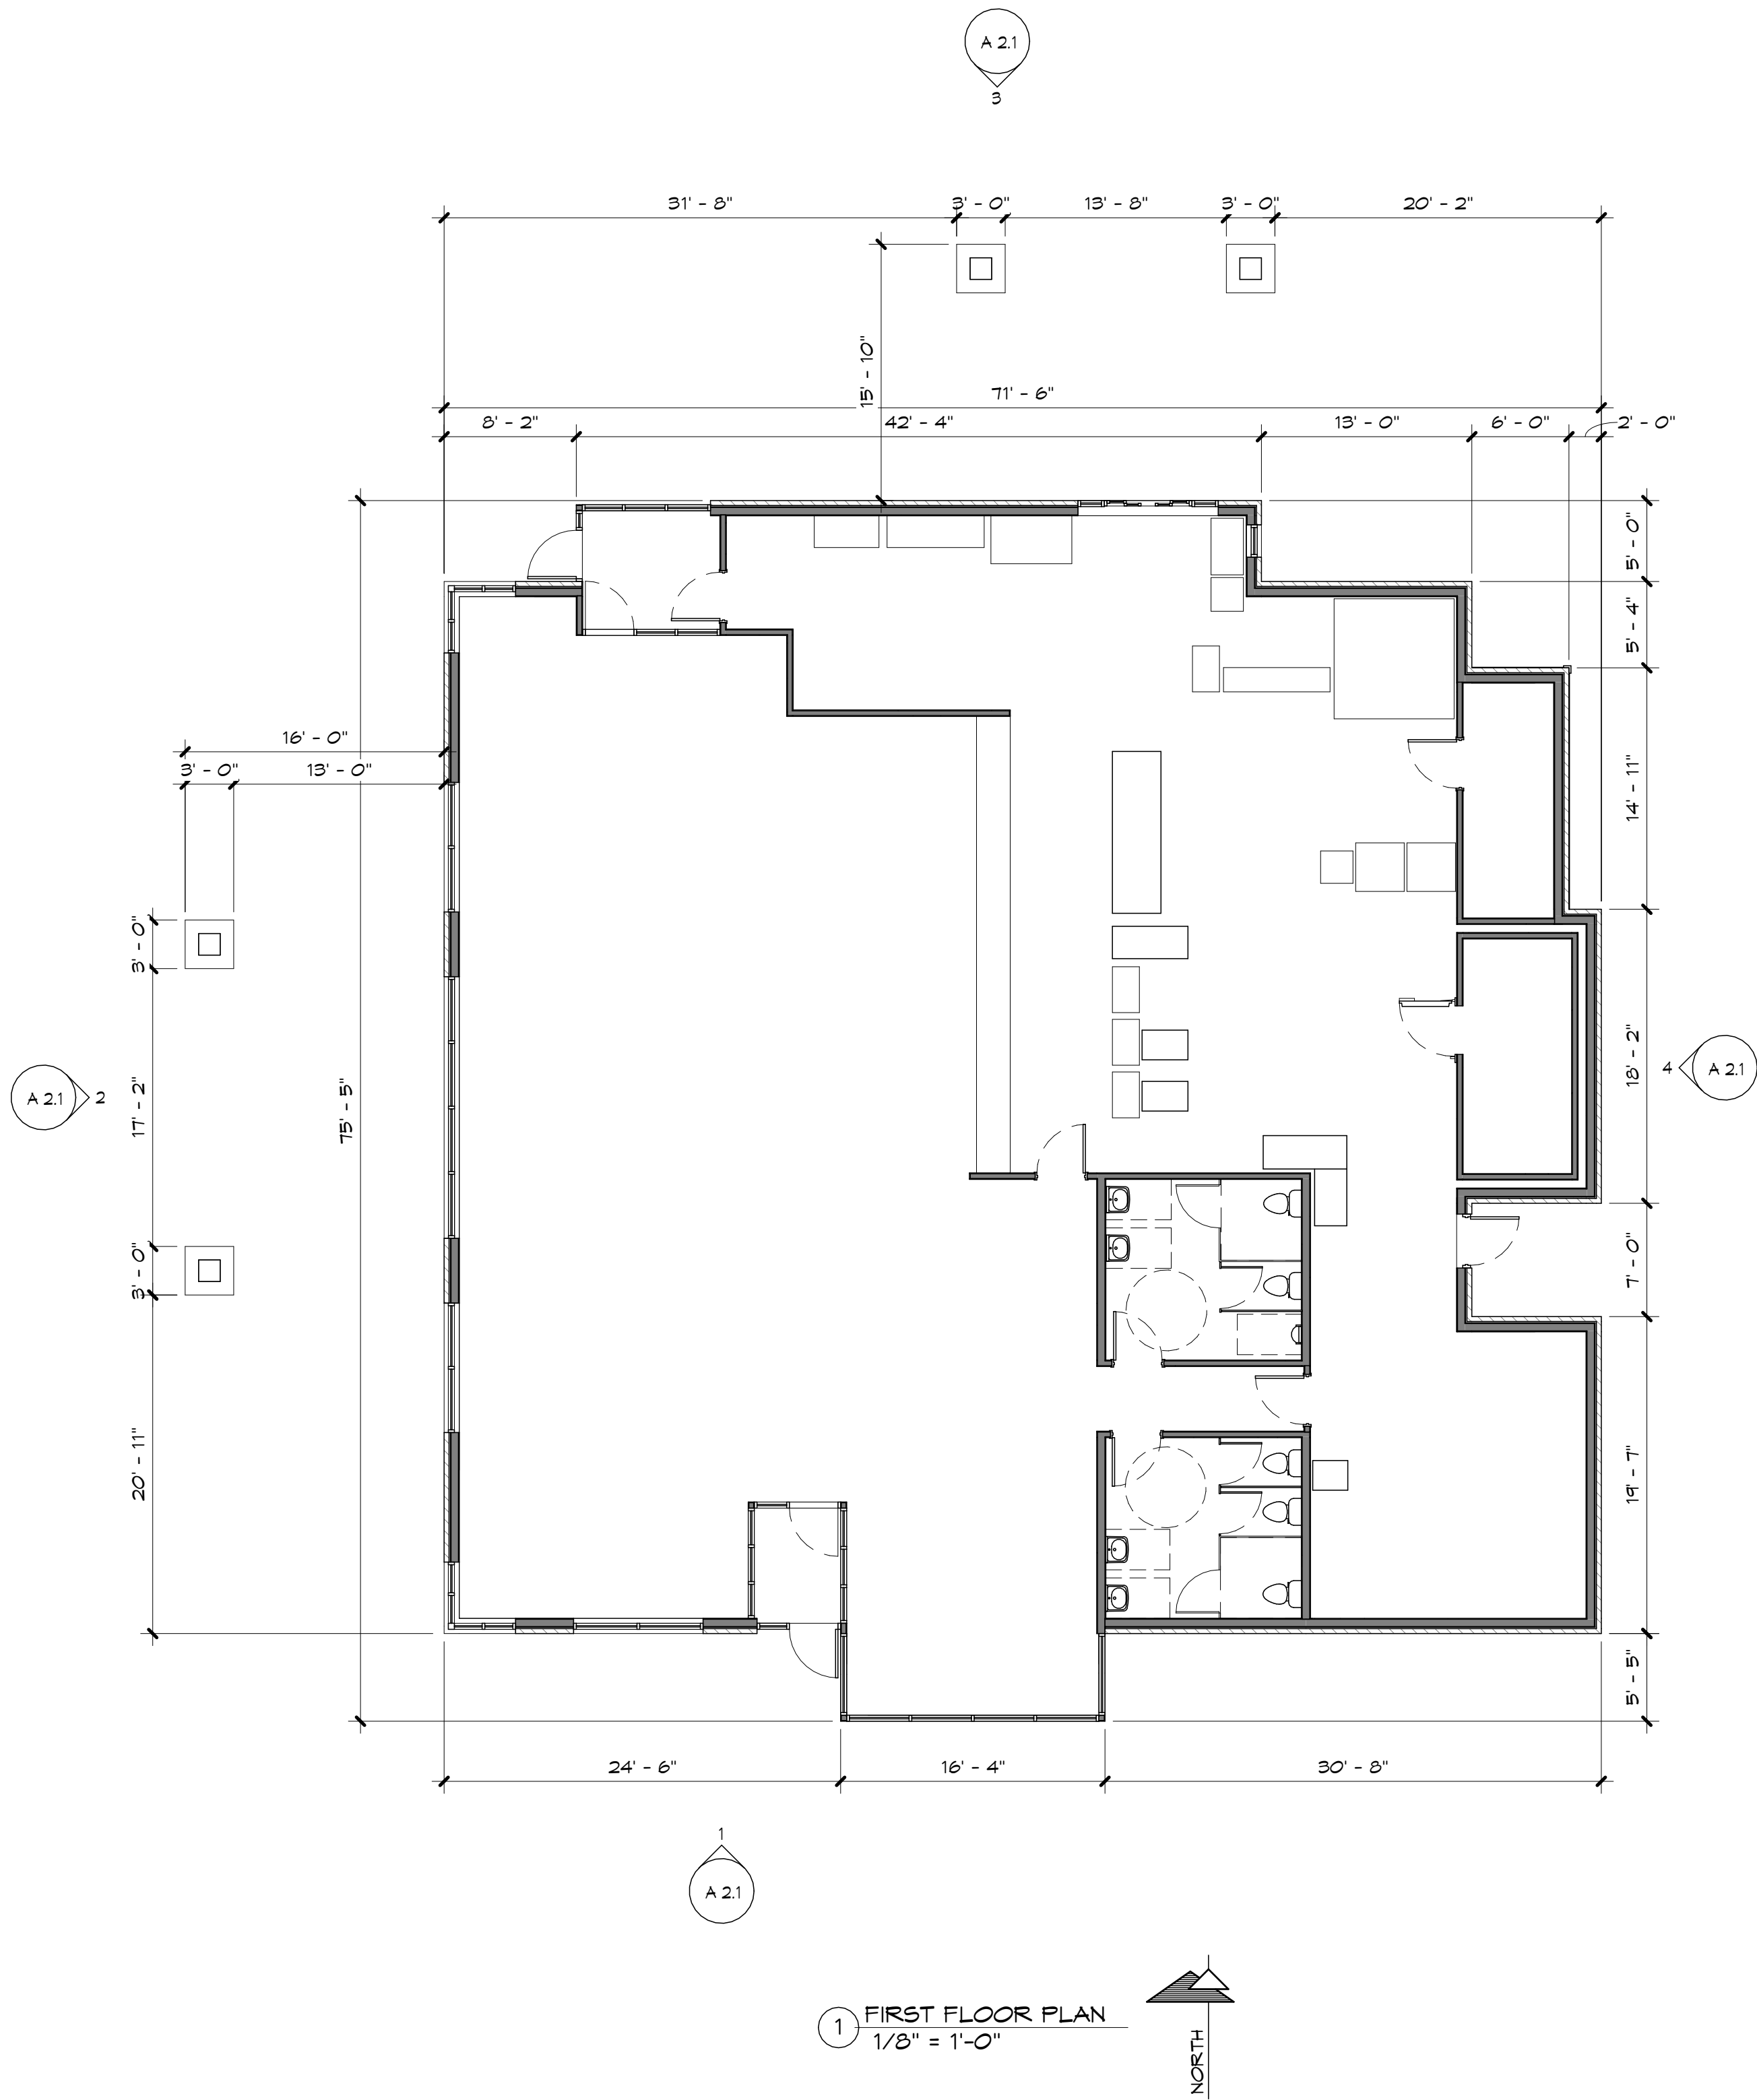 A 2.1
3
31' - 8"
3' - 0"
13' - 8"
3' - 0"
20' - 2"
15' - 10"
71' - 6"
8' - 2"
42' - 4"
13' - 0"
6' - 0"
2' - 0"
5' - 0"
5' - 4"
16' - 0"
3' - 0"
13' - 0"
14' - 11"
3' - 0"
18' - 2"
A 2.1
2
17' - 2"
75' - 5"
4
A 2.1
3' - 0"
7' - 0"
20' - 11"
19' - 7"
5' - 5"
24' - 6"
16' - 4"
30' - 8"
1
A 2.1
1
FIRST FLOOR PLAN
1/8" = 1'-0"
NORTH